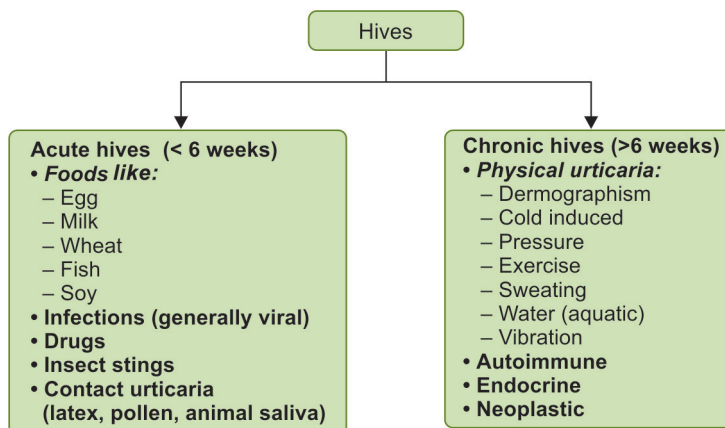 Hives
Acute hives (< 6 weeks)
• Foods like:
– Egg
– Milk
– Wheat
– Fish
– Soy
• Infections (generally viral)
• Drugs
• Insect stings
• Contact urticaria
(latex, pollen, animal saliva)
Chronic hives (>6 weeks)
• Physical urticaria:
– Dermographism
– Cold induced
– Pressure
– Exercise
– Sweating
– Water (aquatic)
– Vibration
• Autoimmune
• Endocrine
• Neoplastic